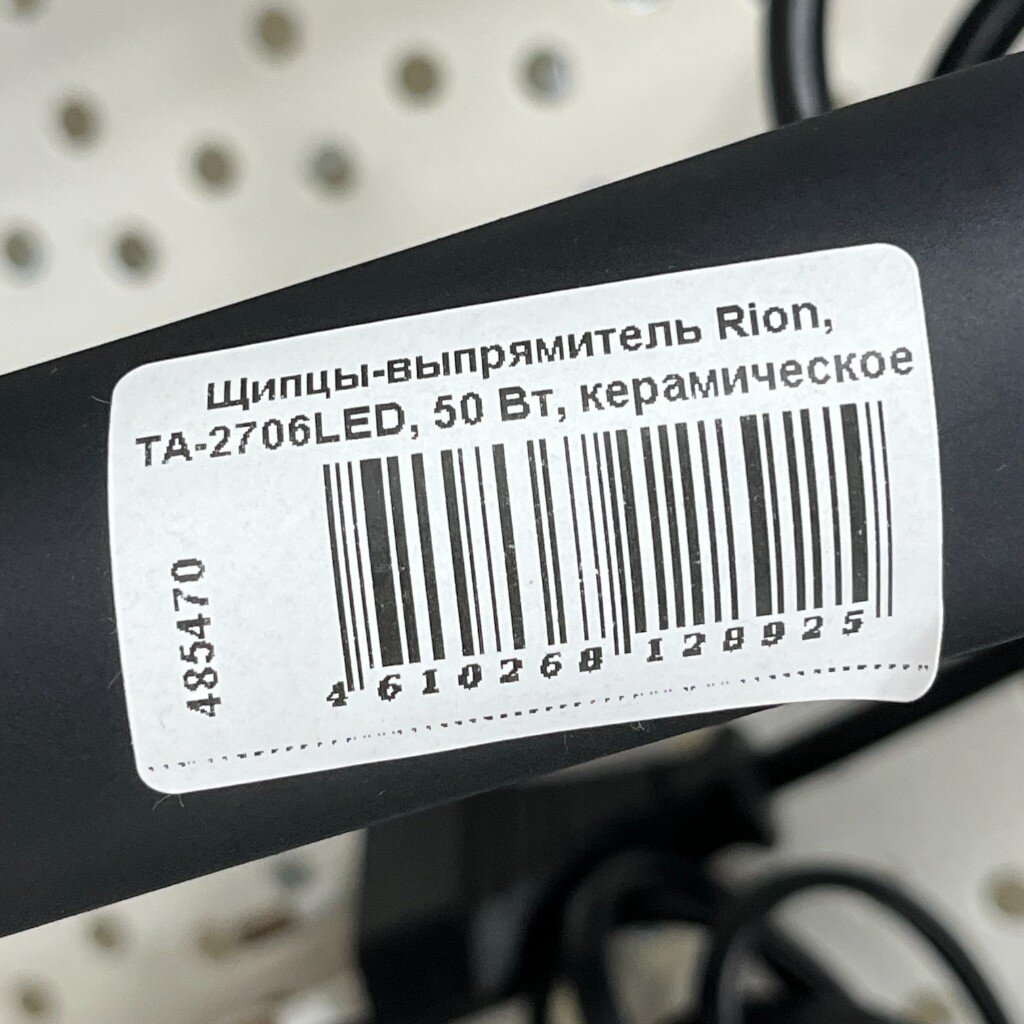 Щипцы-выпрямитель Rion,
TA-2706LED, 50 Вт, керамическое
485470
4 610268 128925